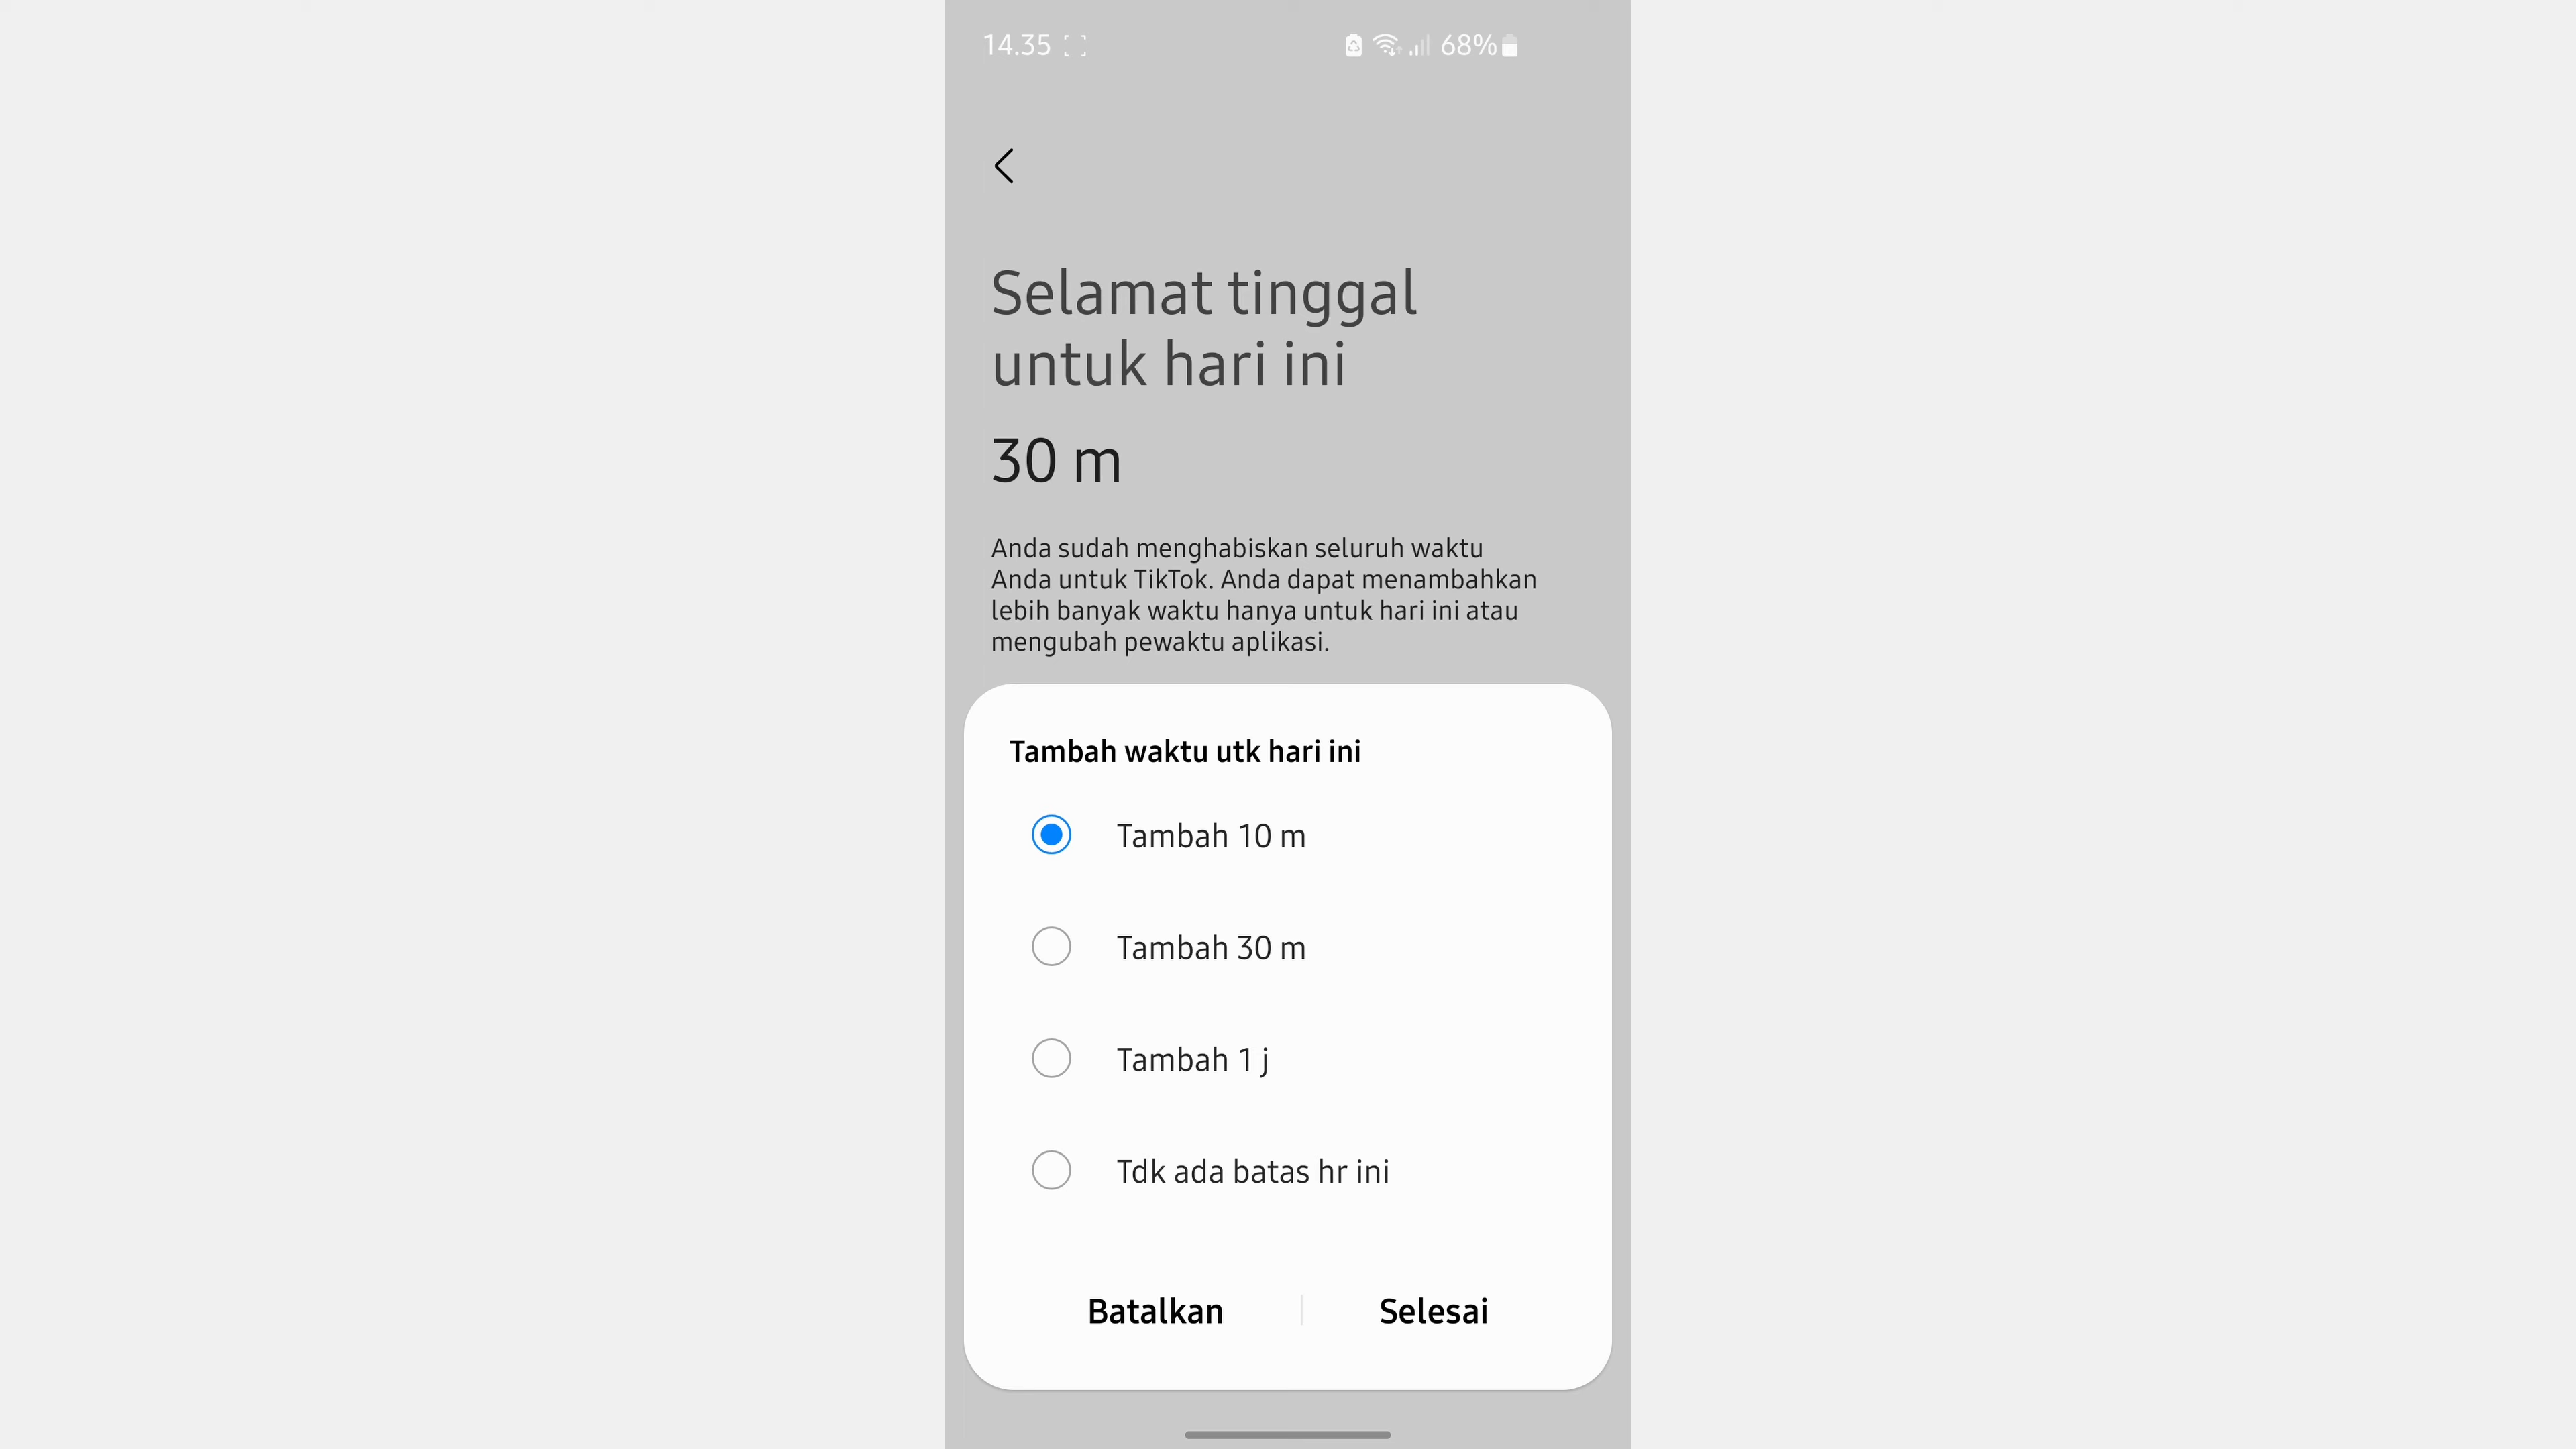 14.35
68%
Selamat tinggal
untuk hari ini
30 m
Anda sudah menghabiskan seluruh waktu
Anda untuk TikTok. Anda dapat menambahkan
lebih banyak waktu hanya untuk hari ini atau
mengubah pewaktu aplikasi.
Tambah waktu utk hari ini
Tambah 10 m
Tambah 30 m
Tambah 1 j
Tdk ada batas hr ini
Batalkan
Selesai